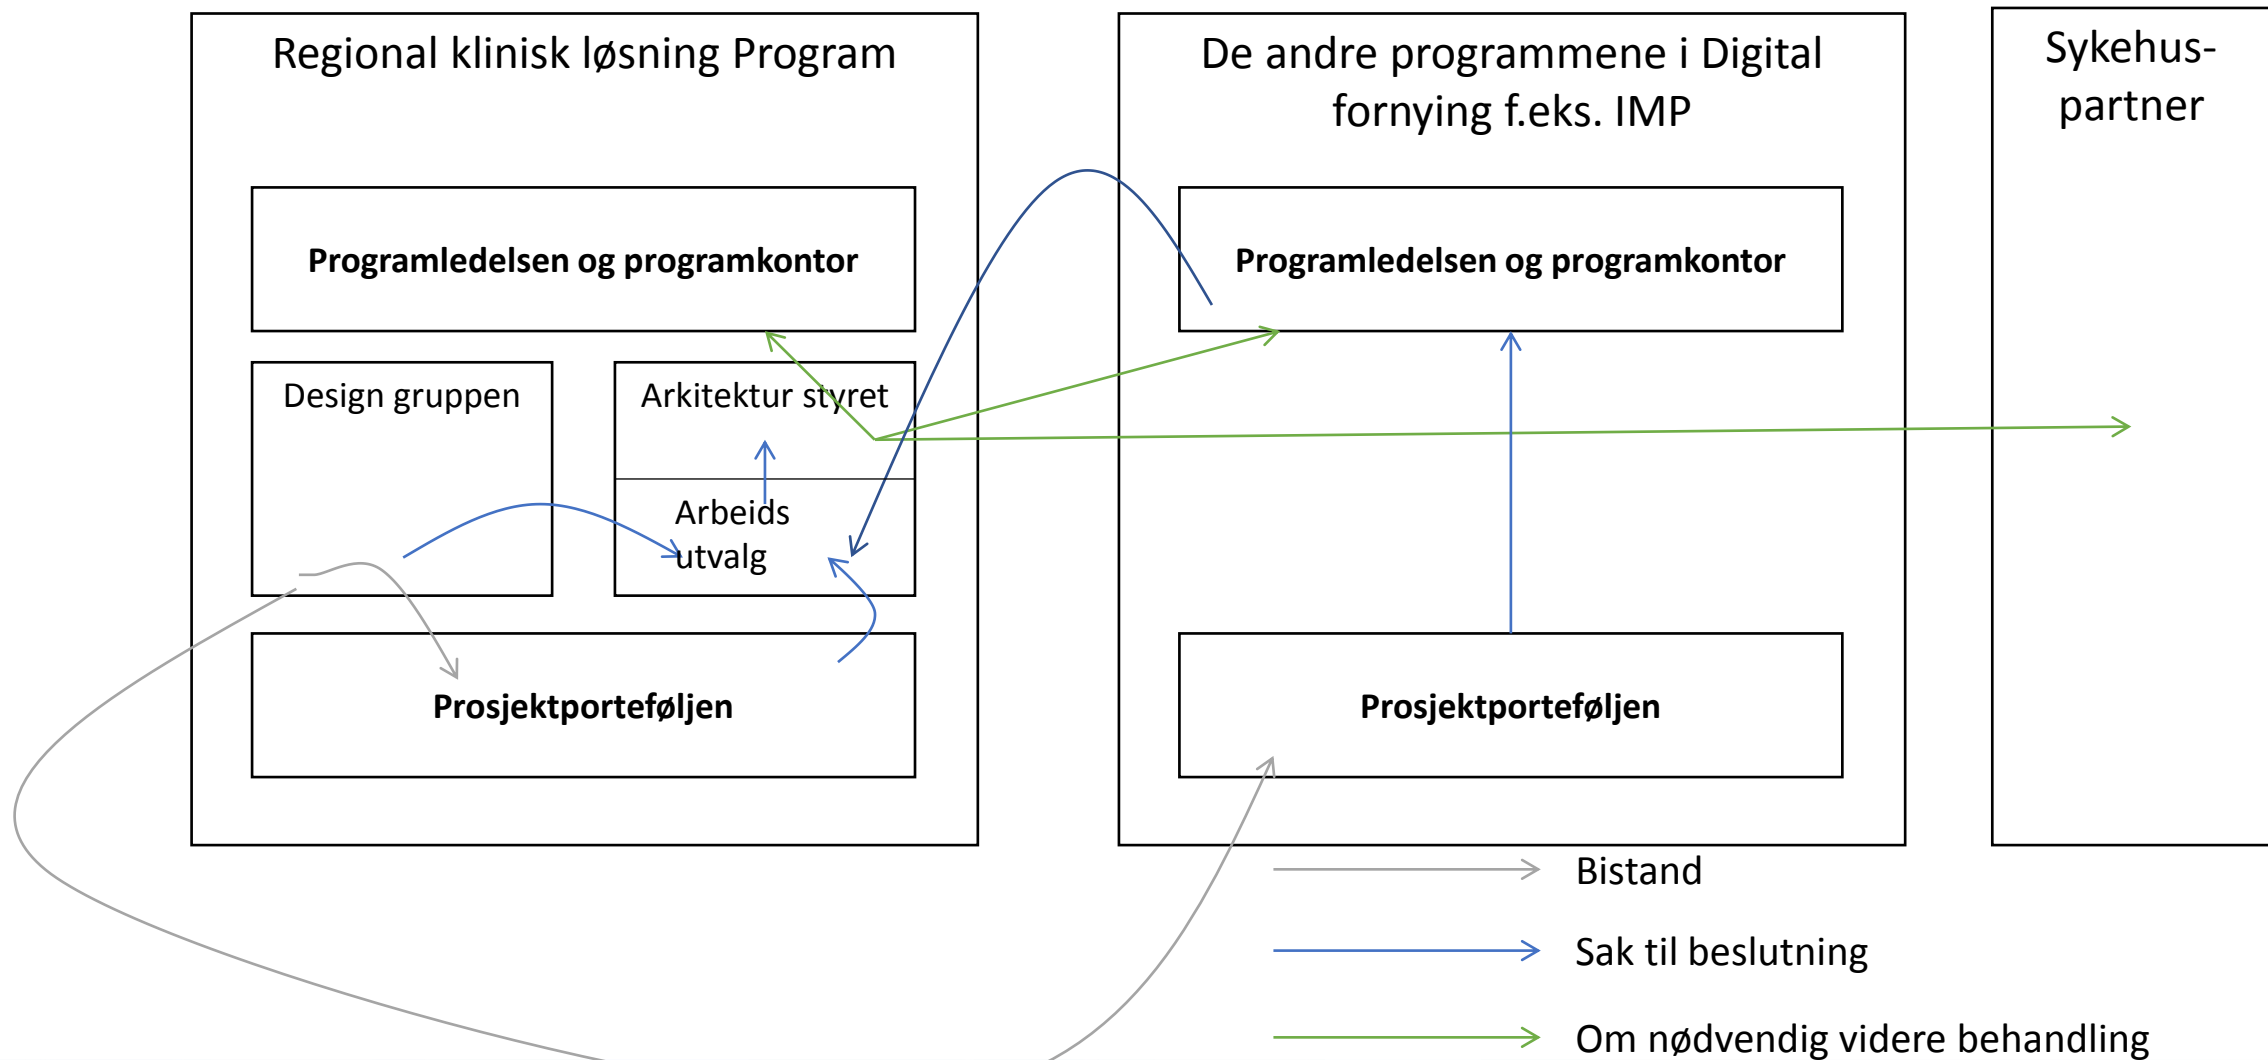 Regional klinisk løsning Program
Programledelsen og programkontor
Design gruppen
Arkitektur styret
Arbeids
utvalg
Prosjektporteføljen
De andre programmene i Digital
fornying f.eks. IMP
Programledelsen og programkontor
Prosjektporteføljen
Sykehus-
partner
Bistand
Sak til beslutning
Om nødvendig videre behandling